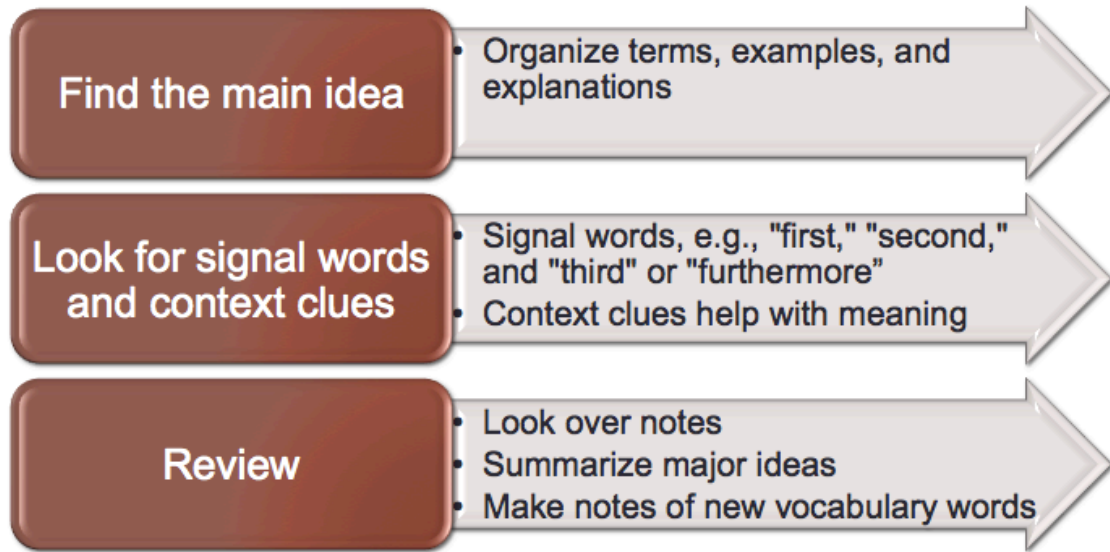 Find the main idea
• Organize terms, examples, and
explanations
Look for signal words
and context clues
• Signal words, e.g., "first," "second,"
and "third" or "furthermore”
• Context clues help with meaning
Review
• Look over notes
• Summarize major ideas
• Make notes of new vocabulary words